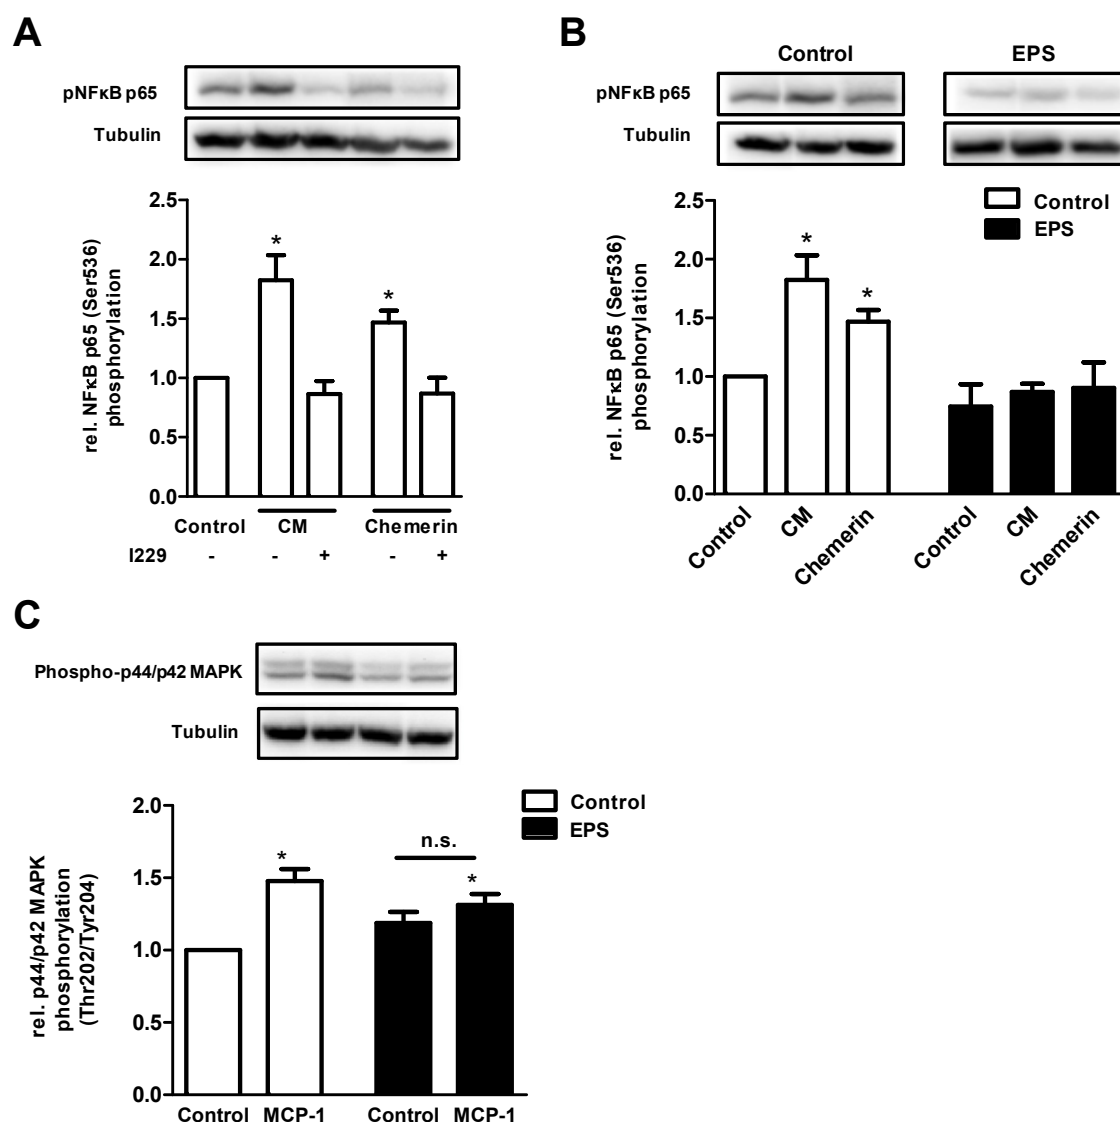 A
pNFκB p65
Tubulin
rel. NFκB p65 (Ser536)
phosphorylation
2.5
2.0
1.5
1.0
0.5
0.0
*
*
Control CM Chemerin
I229 - - + - +
B
Control EPS
pNFκB p65
Tubulin
Control
EPS
rel. NFκB p65 (Ser536)
phosphorylation
2.5
2.0
1.5
1.0
0.5
0.0
*
*
Control CM Chemerin Control CM Chemerin
C
Phospho-p44/p42 MAPK
Tubulin
Control
EPS
rel. p44/p42 MAPK
phosphorylation
(Thr202/Tyr204)
2.0
1.5
1.0
0.5
0.0
*
n.s.
*
Control MCP-1 Control MCP-1